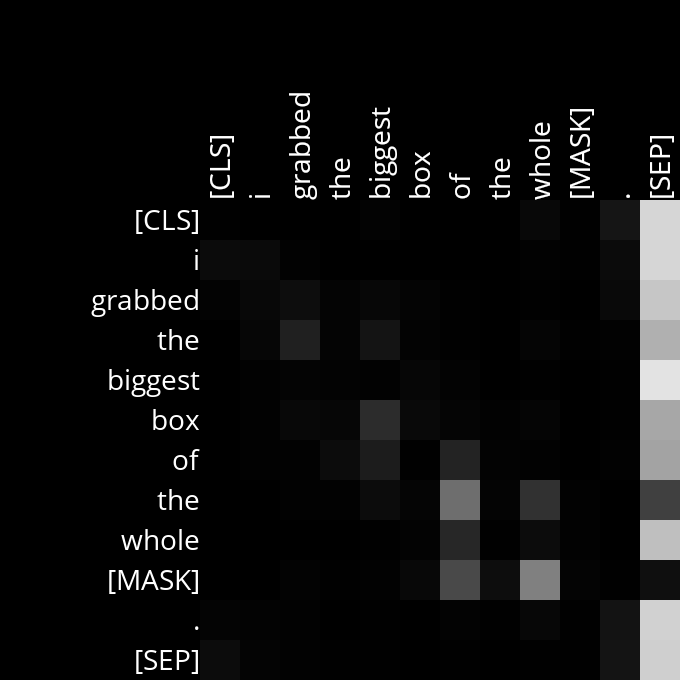 [CLS] i grabbed the biggest box of the whole [MASK] . [SEP]
[CLS]
i
grabbed
the
biggest
box
of
the
whole
[MASK]
.
[SEP]